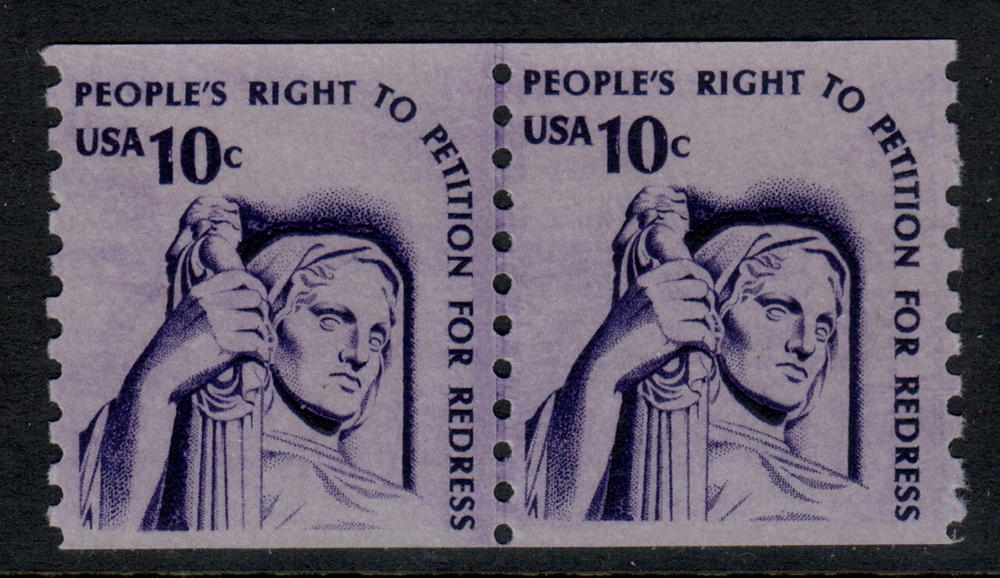 PEOPLE'S RIGHT TO PETITION FOR REDRESS
USA 10c
PEOPLE'S RIGHT TO PETITION FOR REDRESS
USA 10c